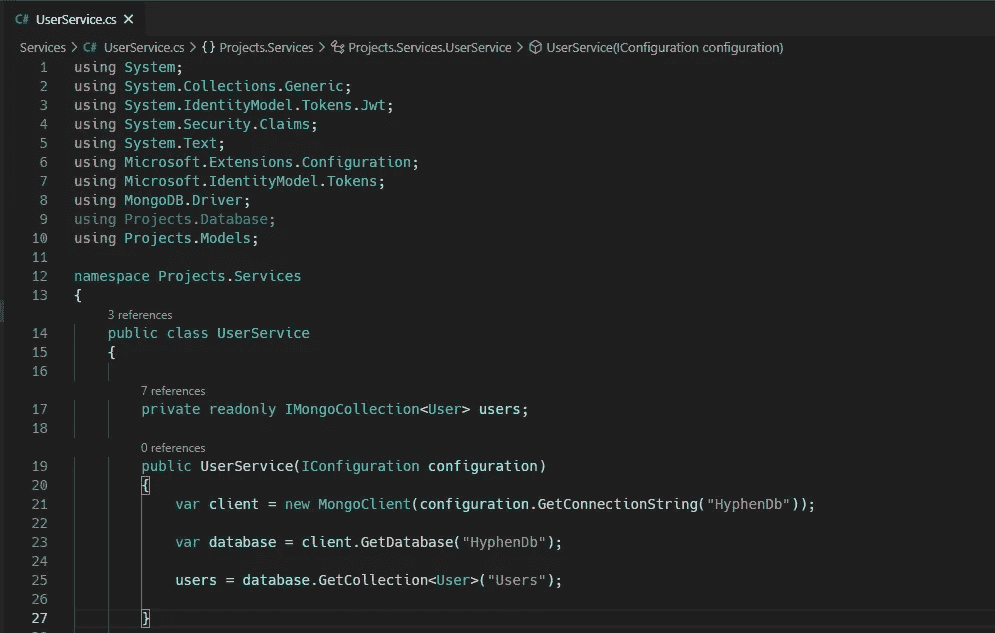 C# UserService.cs ×
Services > C# UserService.cs > {} Projects.Services > Projects.Services.UserService > UserService(IConfiguration configuration)
1 using System;
2 using System.Collections.Generic;
3 using System.IdentityModel.Tokens.Jwt;
4 using System.Security.Claims;
5 using System.Text;
6 using Microsoft.Extensions.Configuration;
7 using Microsoft.IdentityModel.Tokens;
8 using MongoDB.Driver;
9 using Projects.Database;
10 using Projects.Models;
11
12 namespace Projects.Services
13 {
3 references
14 public class UserService
15 {
16
7 references
17 private readonly IMongoCollection<User> users;
18
0 references
19 public UserService(IConfiguration configuration)
20 {
21 var client = new MongoClient(configuration.GetConnectionString("HyphenDb"));
22
23 var database = client.GetDatabase("HyphenDb");
24
25 users = database.GetCollection<User>("Users");
26
27 }